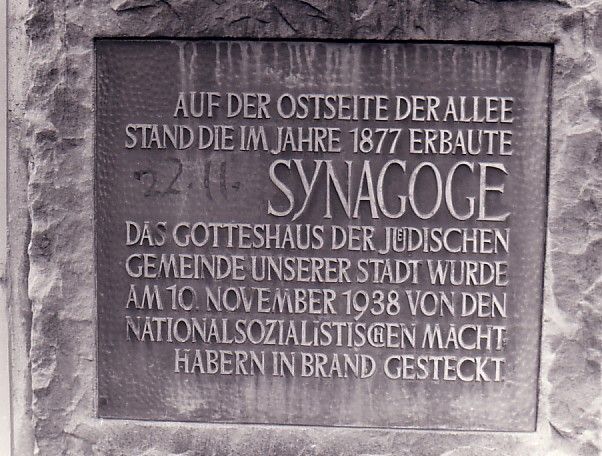 AUF DER OSTSEITE DER ALLEE
STAND DIE IM JAHRE 1877 ERBAUTE
22.11.
SYNAGOGE
DAS GOTTESHAUS DER JÜDISCHEN
GEMEINDE UNSERER STADT WURDE
AM 10. NOVEMBER 1938 VON DEN
NATIONALSOZIALISTISCHEN MACHT
HABERN IN BRAND GESTECKT